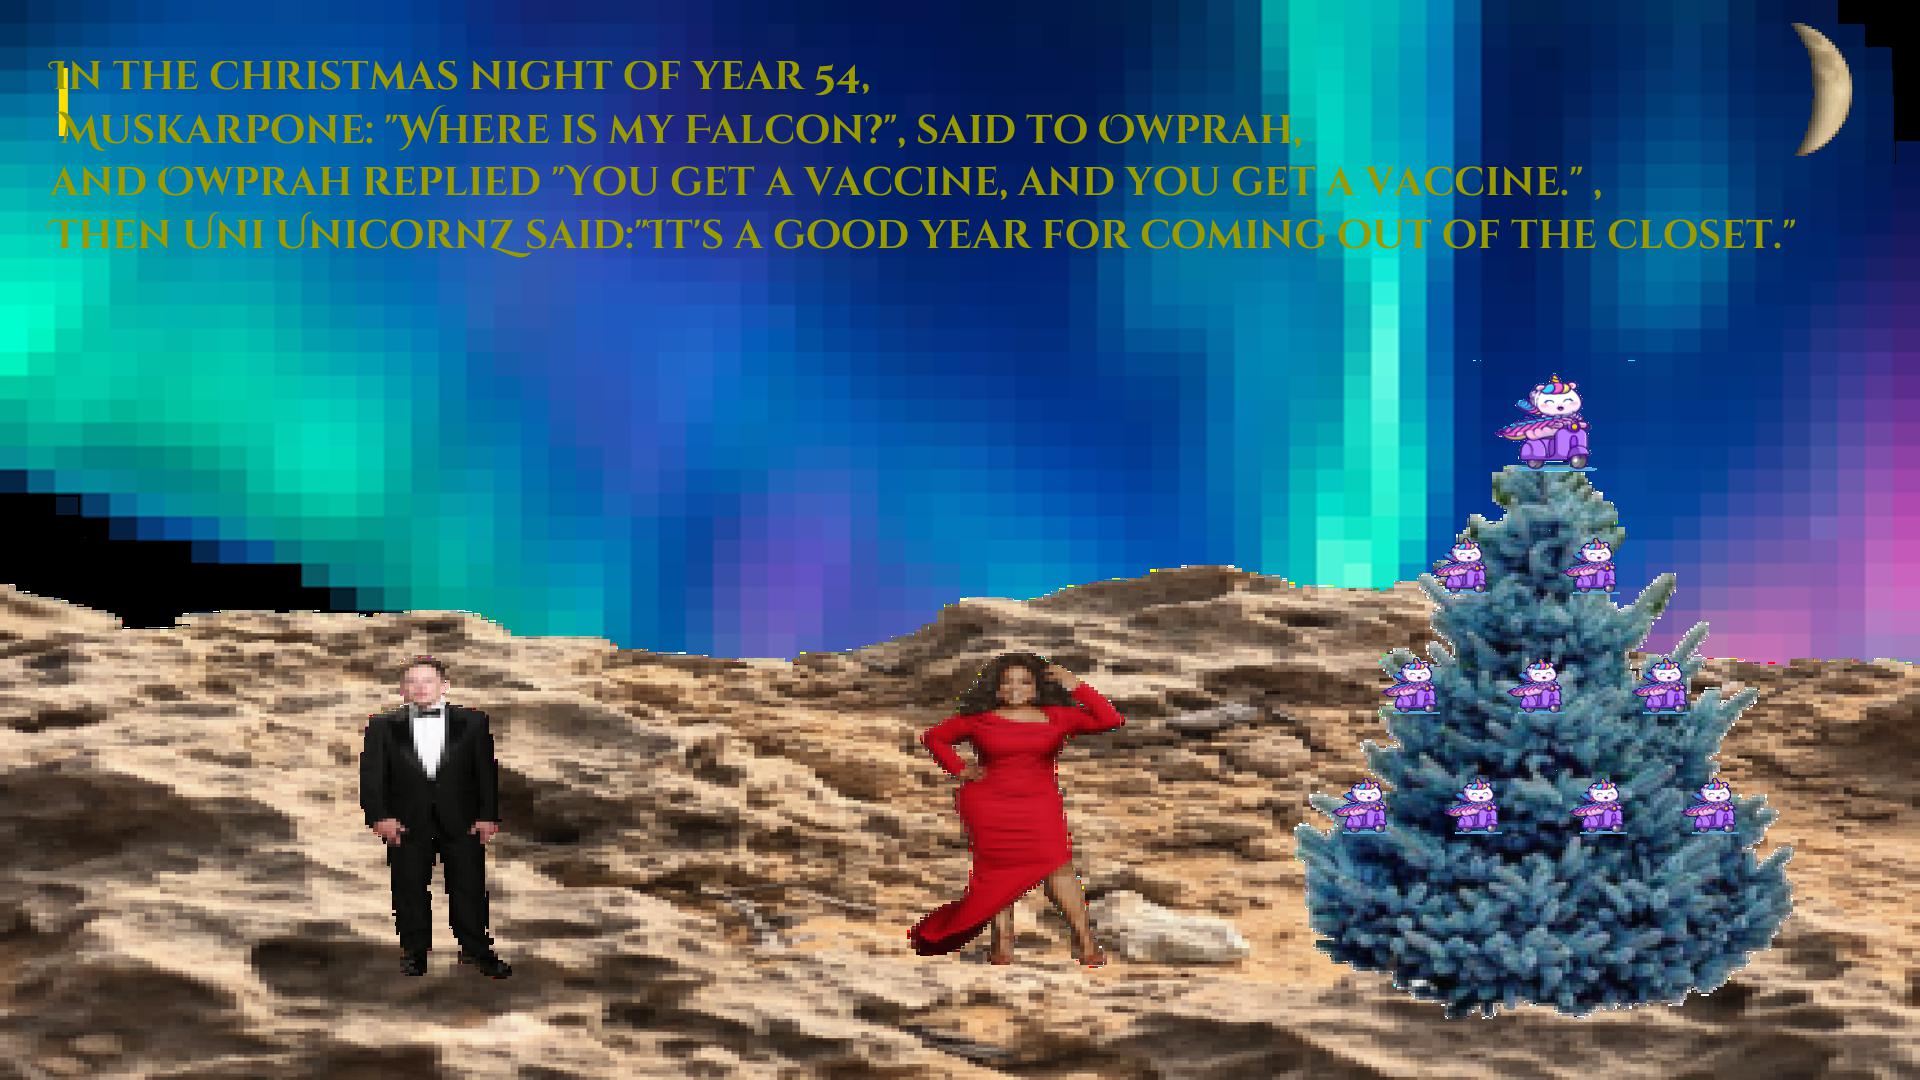 In the Christmas night of year 54,
Muskarpone: "Where is my Falcon?", said to Owprah,
and Owprah replied "You get a vaccine, and you get a vaccine." ,
Then Uni Unicornz said:"It's a good year for coming out of the closet."